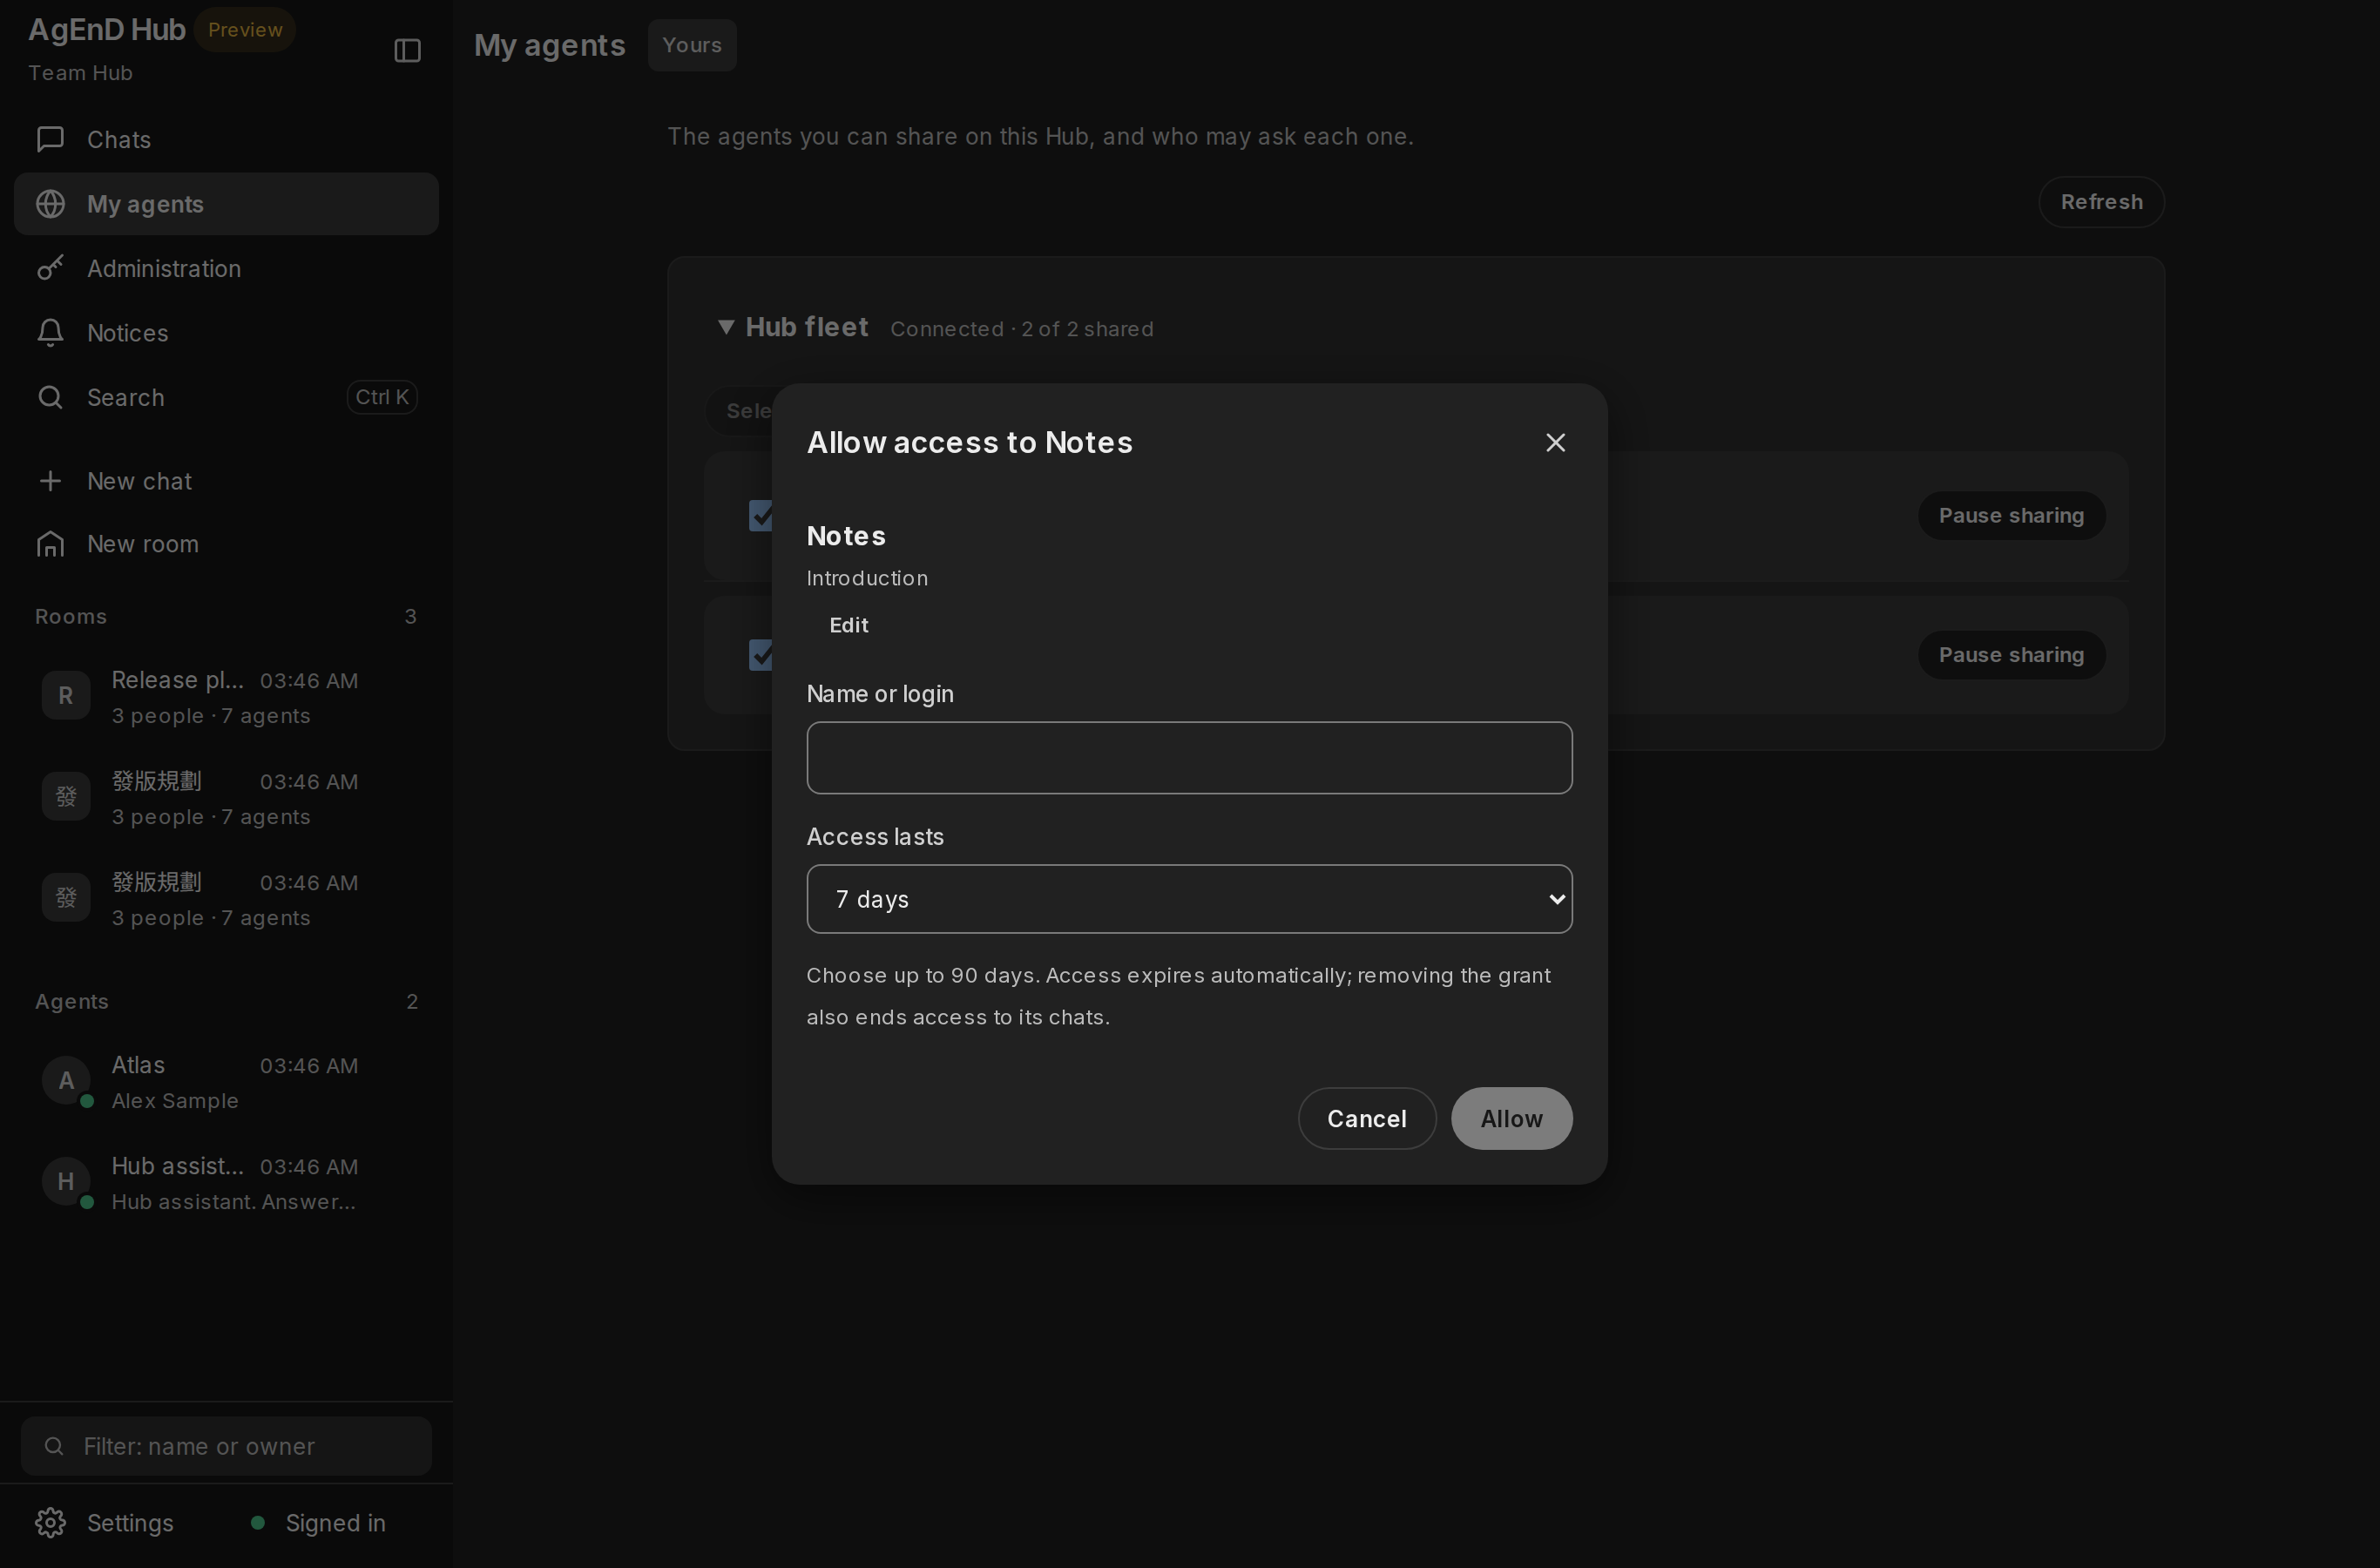 AgEnD Hub Preview
Team Hub
Chats
My agents
Administration
Notices
Search Ctrl K
New chat
New room
Rooms 3
R Release pl... 03:46 AM
3 people · 7 agents
發 發版規劃 03:46 AM
3 people · 7 agents
發 發版規劃 03:46 AM
3 people · 7 agents
Agents 2
A Atlas 03:46 AM
Alex Sample
H Hub assist... 03:46 AM
Hub assistant. Answer...
Filter: name or owner
Settings Signed in
My agents Yours
The agents you can share on this Hub, and who may ask each one.
Refresh
Hub fleet Connected · 2 of 2 shared
Sele
Pause sharing
Pause sharing
Allow access to Notes
Notes
Introduction
Edit
Name or login
Access lasts
7 days
Choose up to 90 days. Access expires automatically; removing the grant
also ends access to its chats.
Cancel Allow